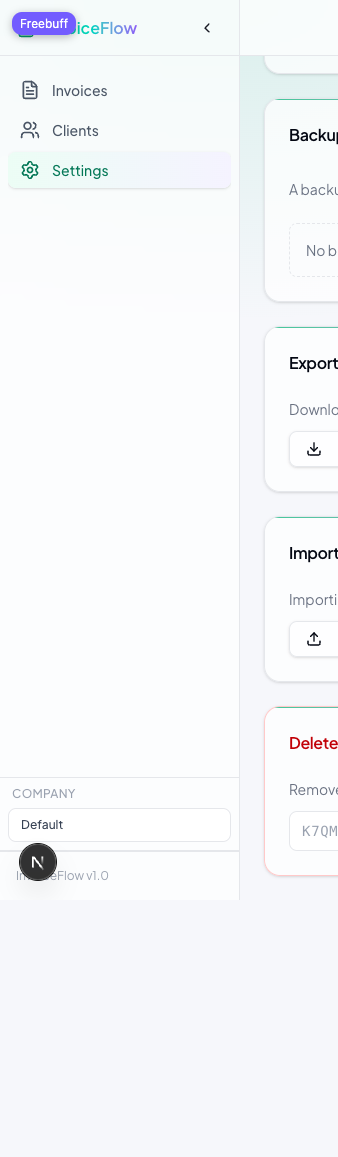 Freebuff
iceFlow
Invoices
Clients
Settings
Backup
A backu
No b
Export
Downlo
Import
Importi
Delete
Remove
K7QM
COMPANY
Default
N
In eFlow v1.0